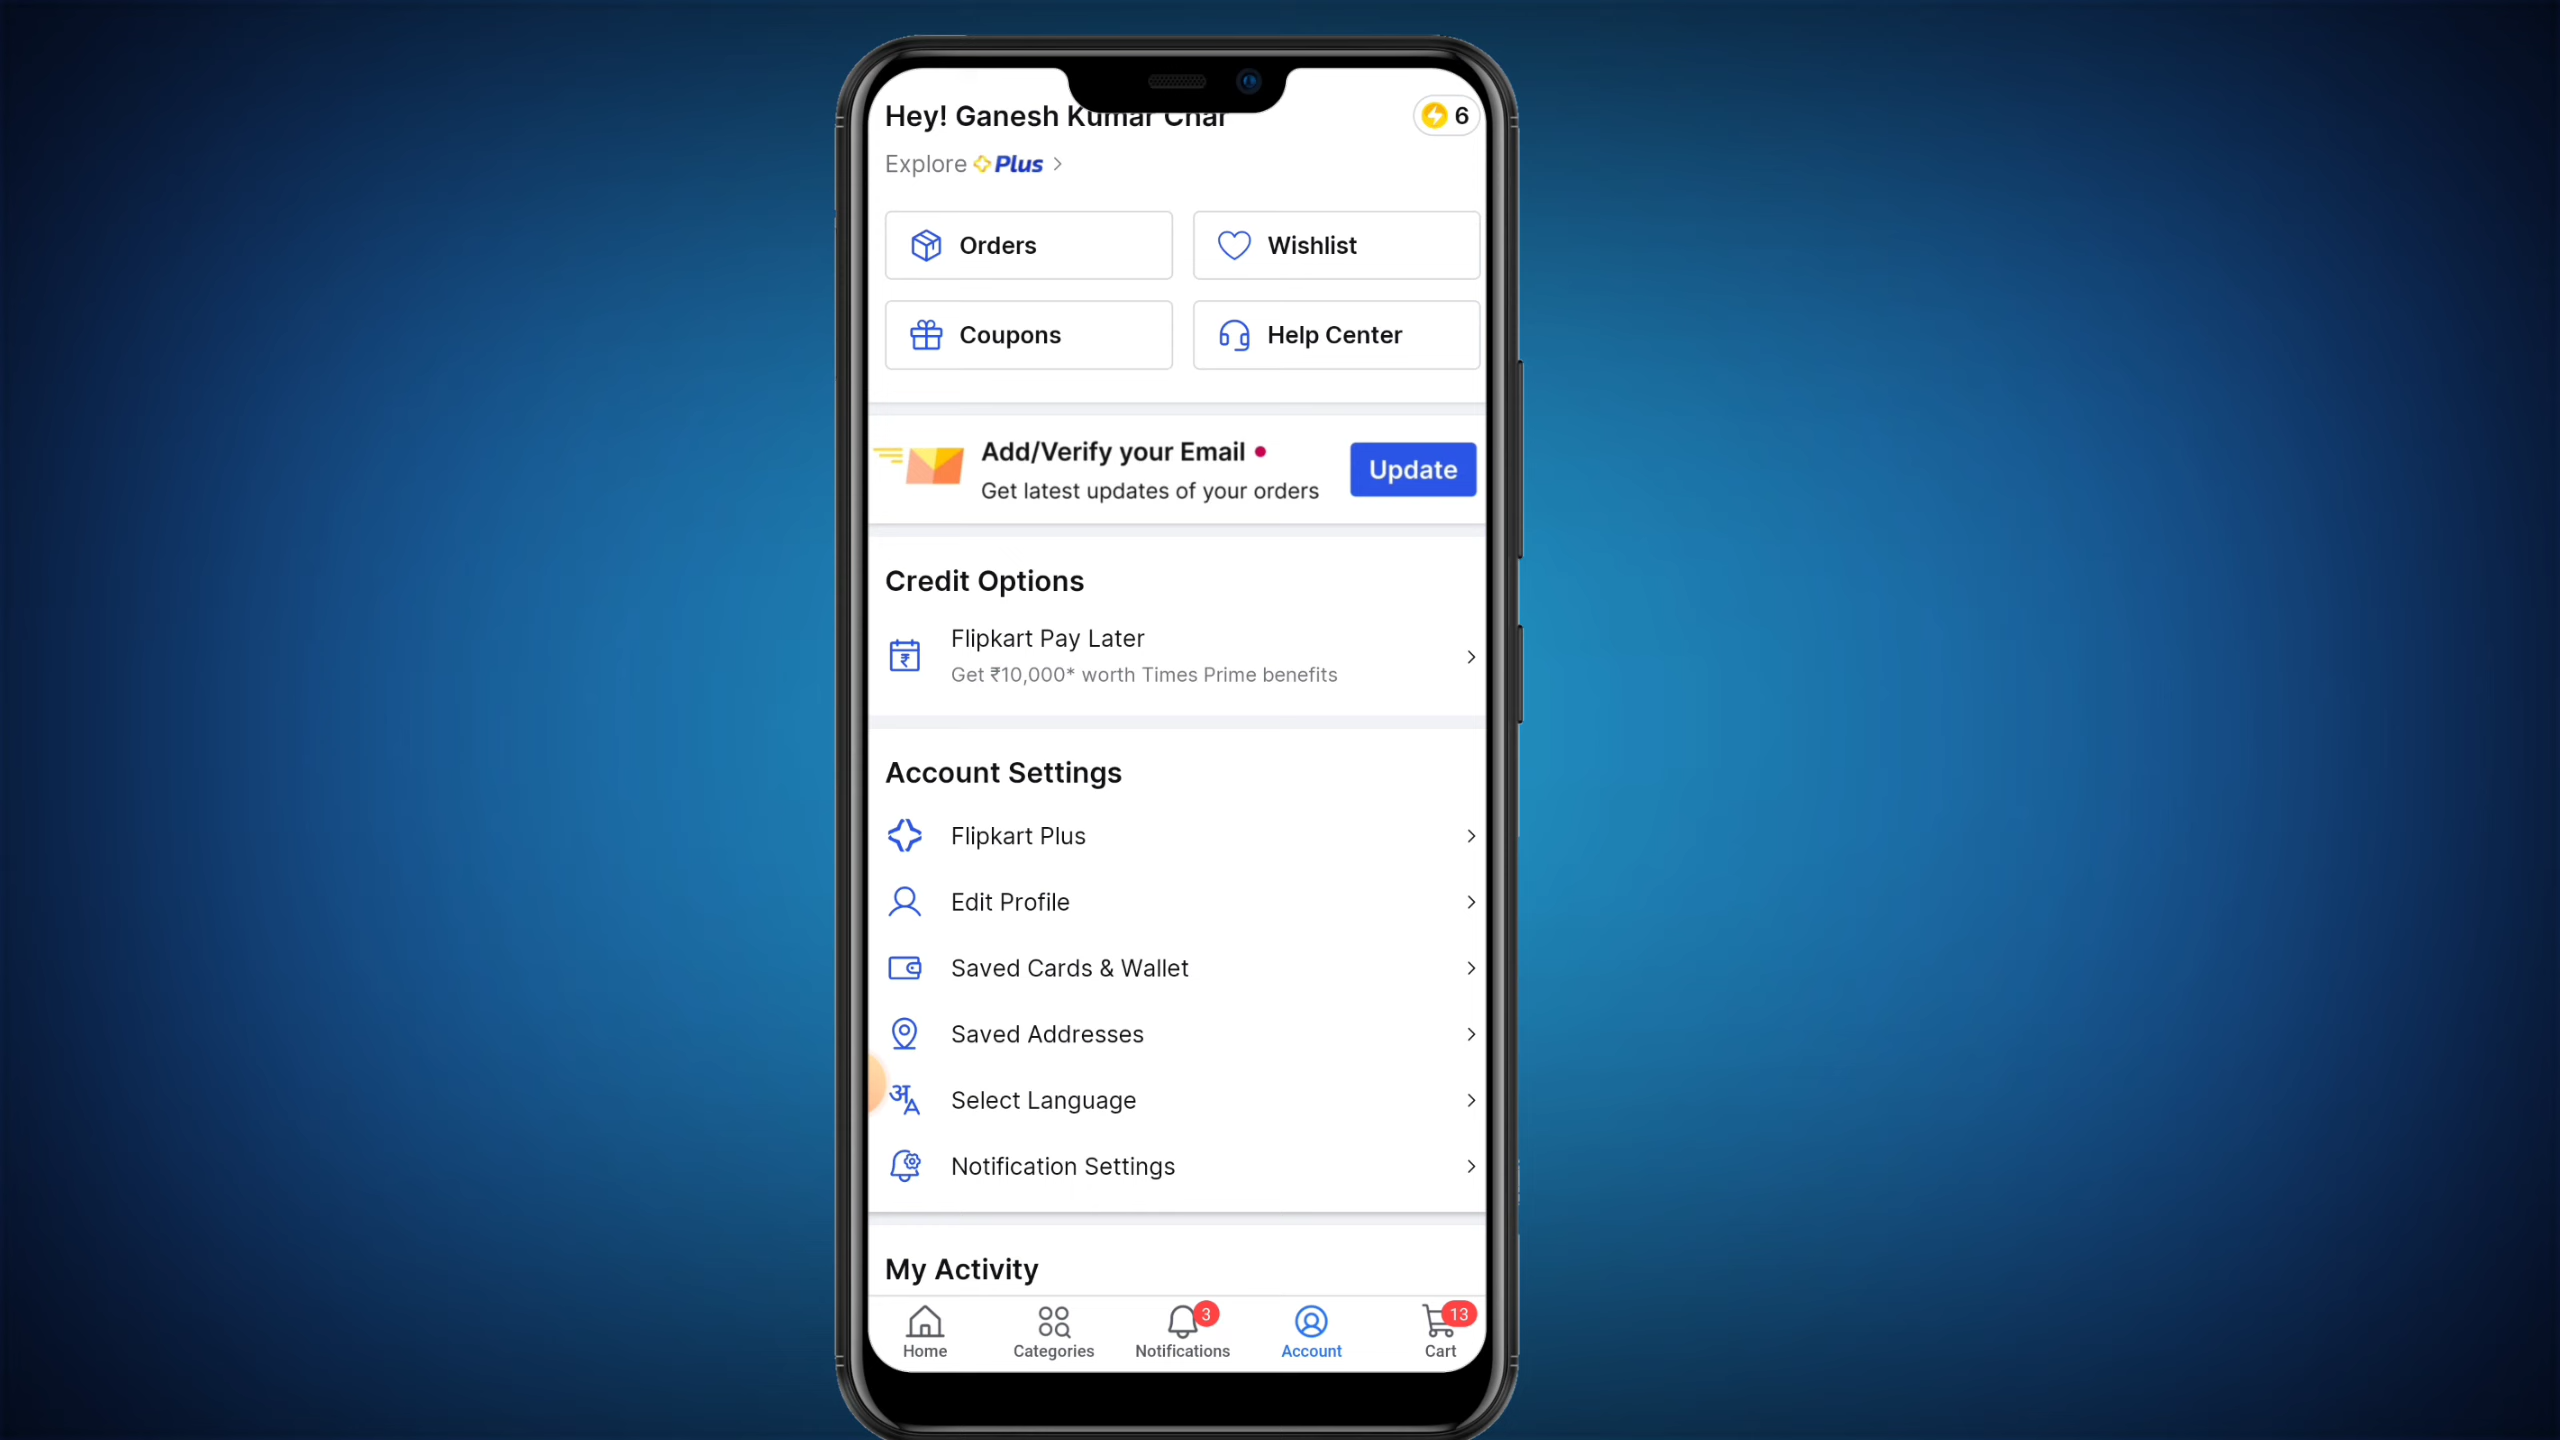 Hey! Ganesh Kumar Char
6
Explore Plus
Orders
Wishlist
Coupons
Help Center
Add/Verify your Email
Get latest updates of your orders
Update
Credit Options
Flipkart Pay Later
Get ₹10,000* worth Times Prime benefits
Account Settings
Flipkart Plus
Edit Profile
Saved Cards & Wallet
Saved Addresses
Select Language
Notification Settings
My Activity
3
13
Home
Categories
Notifications
Account
Cart